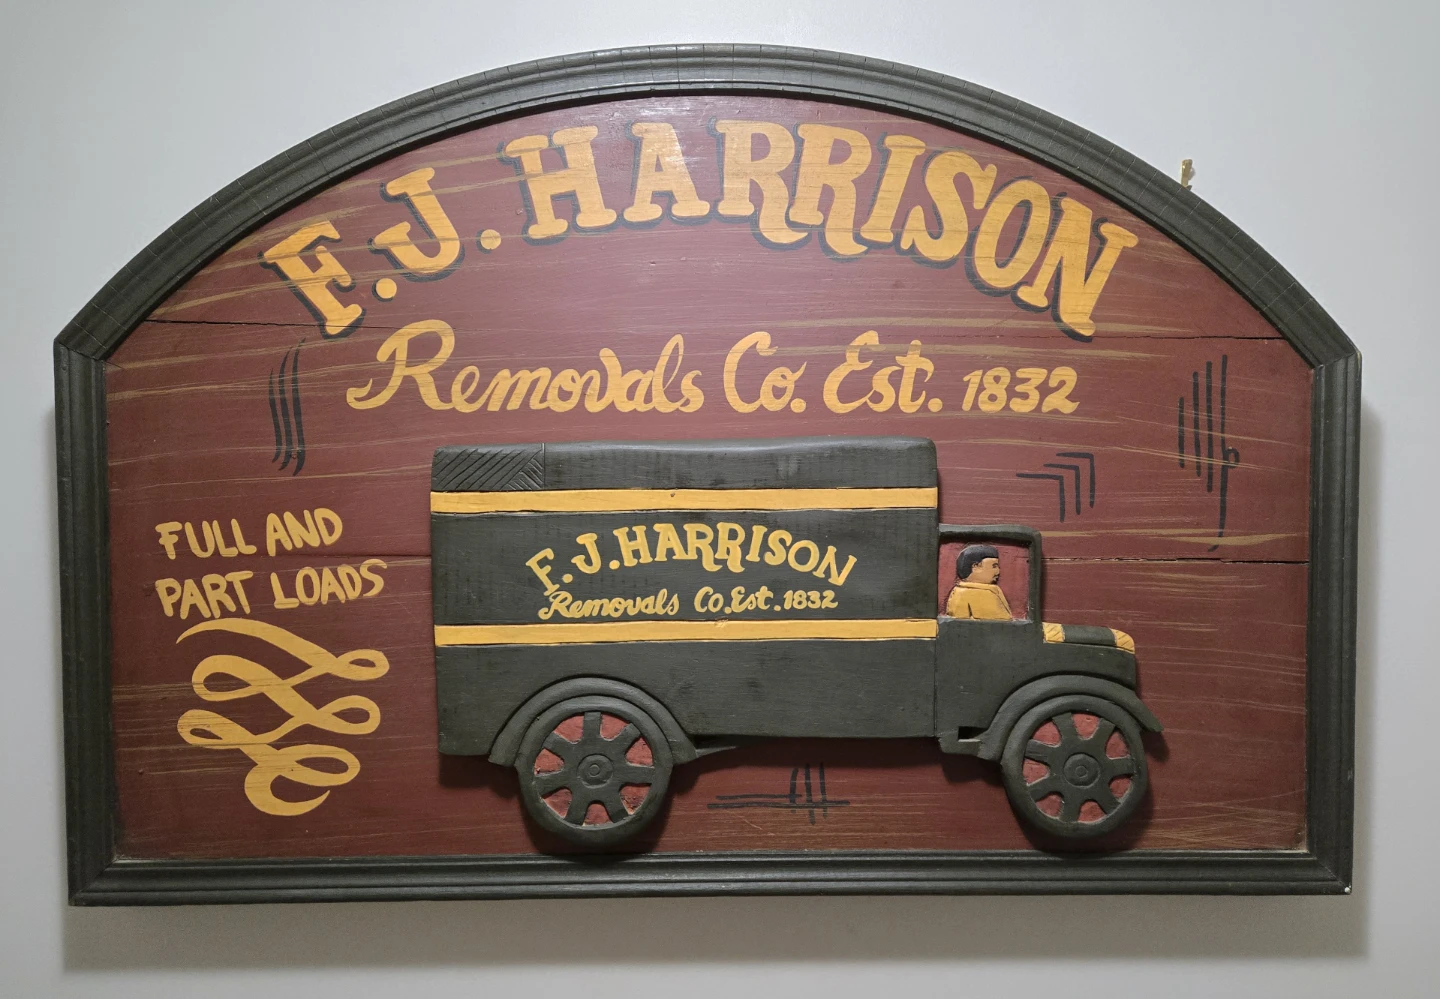 F.J. HARRISON
Removals Co. Est. 1832
F.J. HARRISON
Removals Co. Est. 1832
FULL AND
PART LOADS